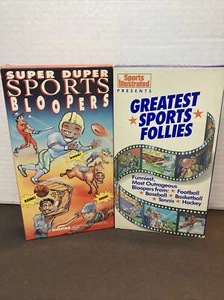 SUPER DUPER
SPORTS
BLOOPERS
Sports Illustrated
PRESENTS
GREATEST
SPORTS
FOLLIES
Funniest,
Most Outrageous
Bloopers from: ★ Football
★ Baseball ★ Basketball
★ Tennis ★ Hockey